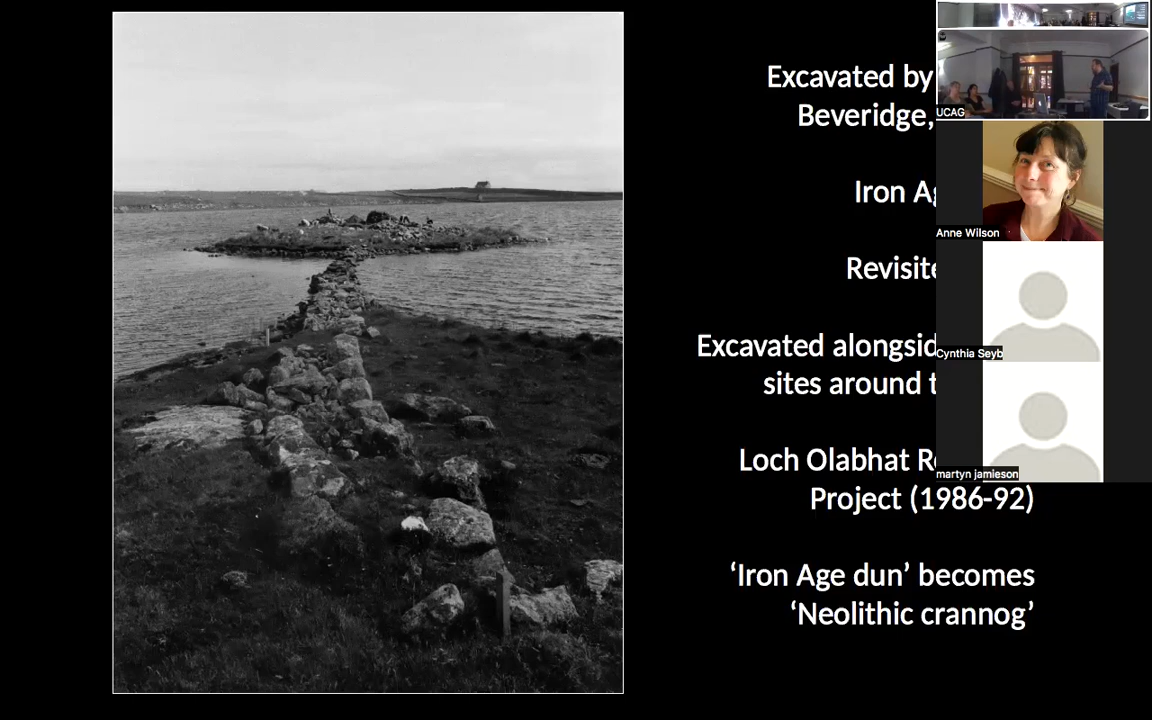 Excavated by
Beveridge,
Iron Ag
Revisite
Excavated alongsid
sites around t
Loch Olabhat Re
Project (1986-92)
‘Iron Age dun’ becomes
‘Neolithic crannog’
UCAG
Anne Wilson
Cynthia Seyb
martyn jamieson